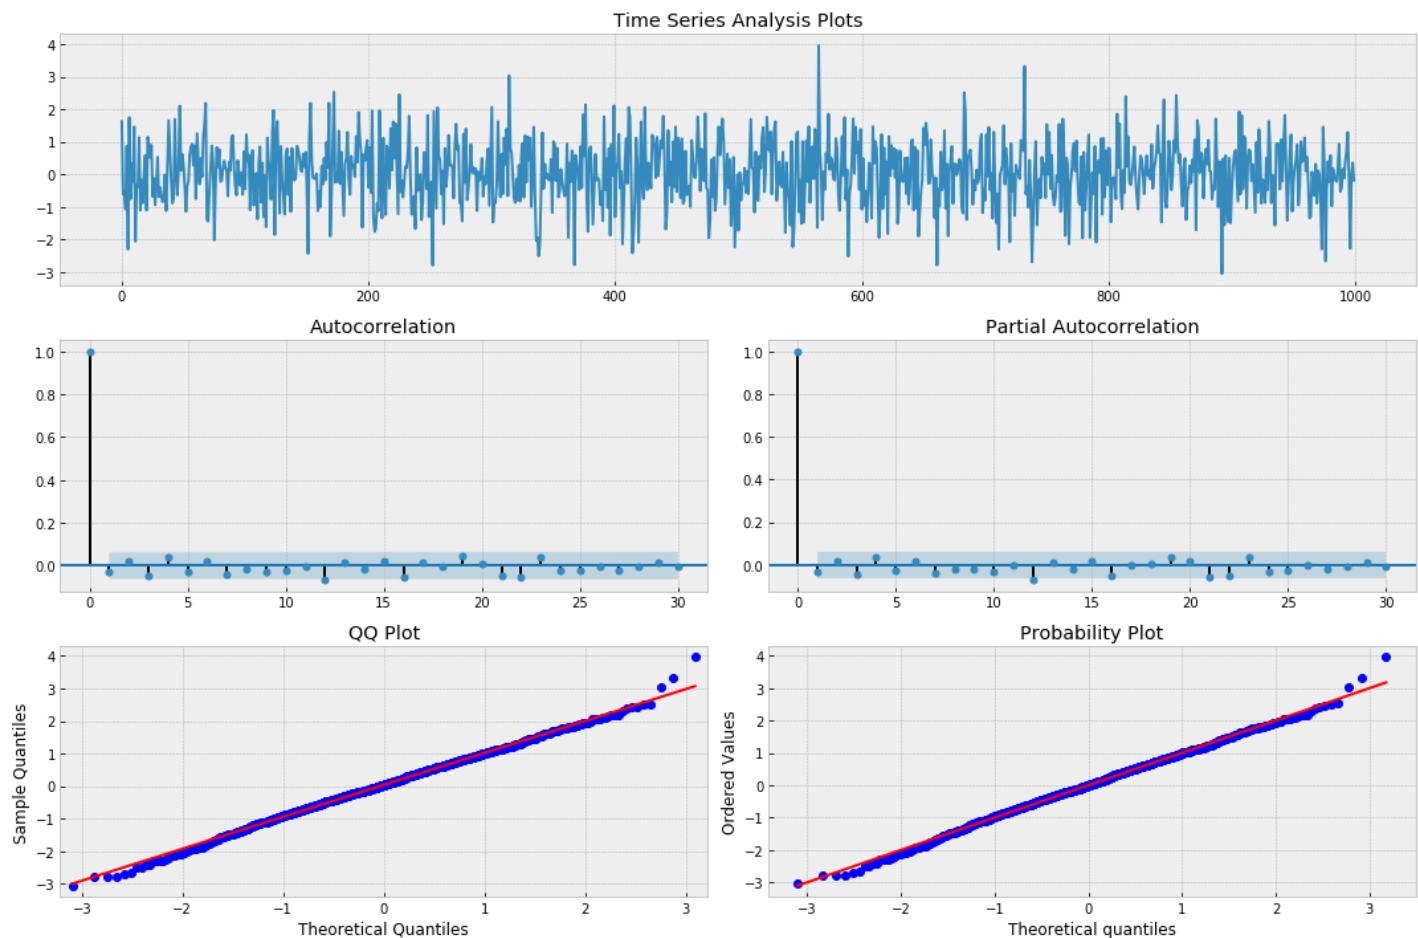 Time Series Analysis Plots
4
3
2
1
0
−1
−2
−3
0 200 400 600 800 1000
Autocorrelation
1.0
0.8
0.6
0.4
0.2
0.0
0 5 10 15 20 25 30
Partial Autocorrelation
1.0
0.8
0.6
0.4
0.2
0.0
0 5 10 15 20 25 30
QQ Plot
Sample Quantiles
4
3
2
1
0
−1
−2
−3
−3 −2 −1 0 1 2 3
Theoretical Quantiles
Probability Plot
Ordered Values
4
3
2
1
0
−1
−2
−3
−3 −2 −1 0 1 2 3
Theoretical quantiles